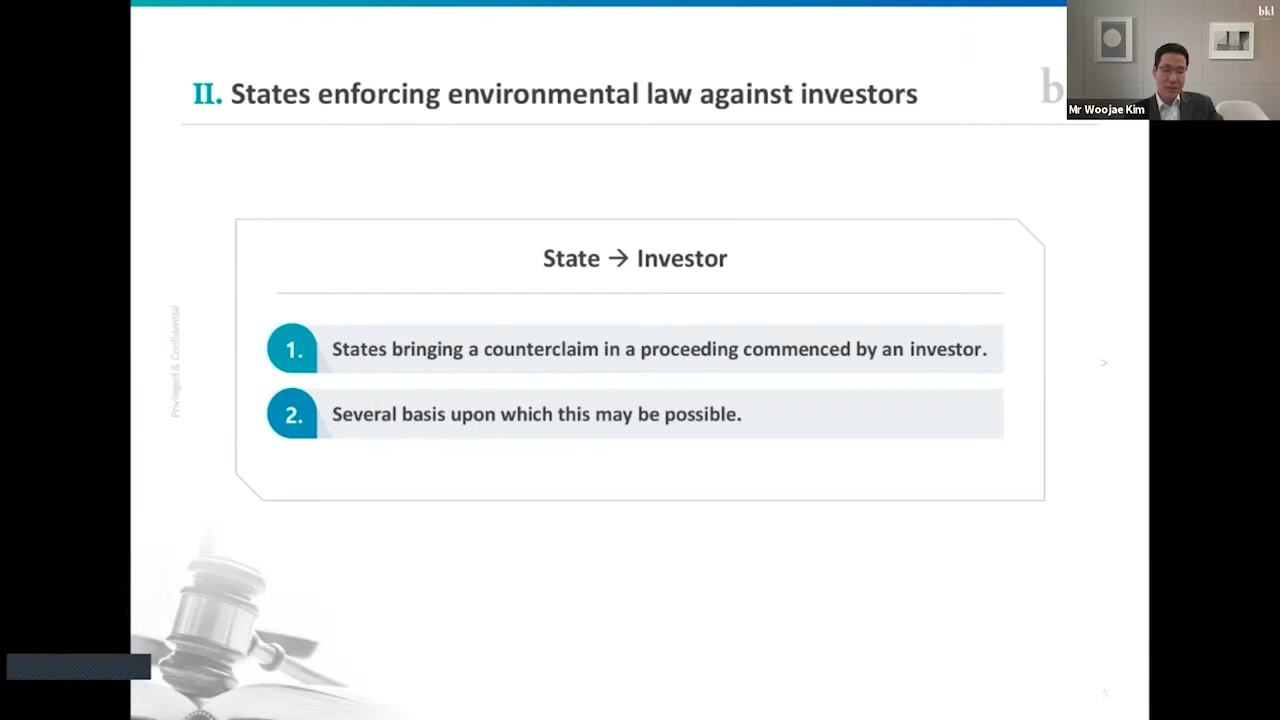 bkl
Mr Woojae Kim
II. States enforcing environmental law against investors
b
State → Investor
1. States bringing a counterclaim in a proceeding commenced by an investor.
2. Several basis upon which this may be possible.
Privileged & Confidential
>
5